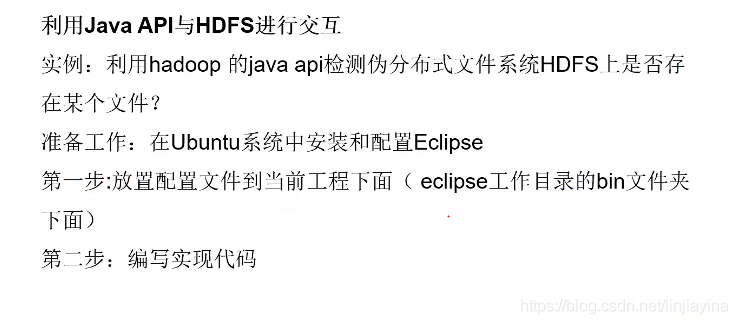 利用Java API与HDFS进行交互
实例：利用hadoop 的java api检测伪分布式文件系统HDFS上是否存
在某个文件？
准备工作：在Ubuntu系统中安装和配置Eclipse
第一步:放置配置文件到当前工程下面（ eclipse工作目录的bin文件夹
下面）
第二步：编写实现代码
https://blog.csdn.net/linjiayina